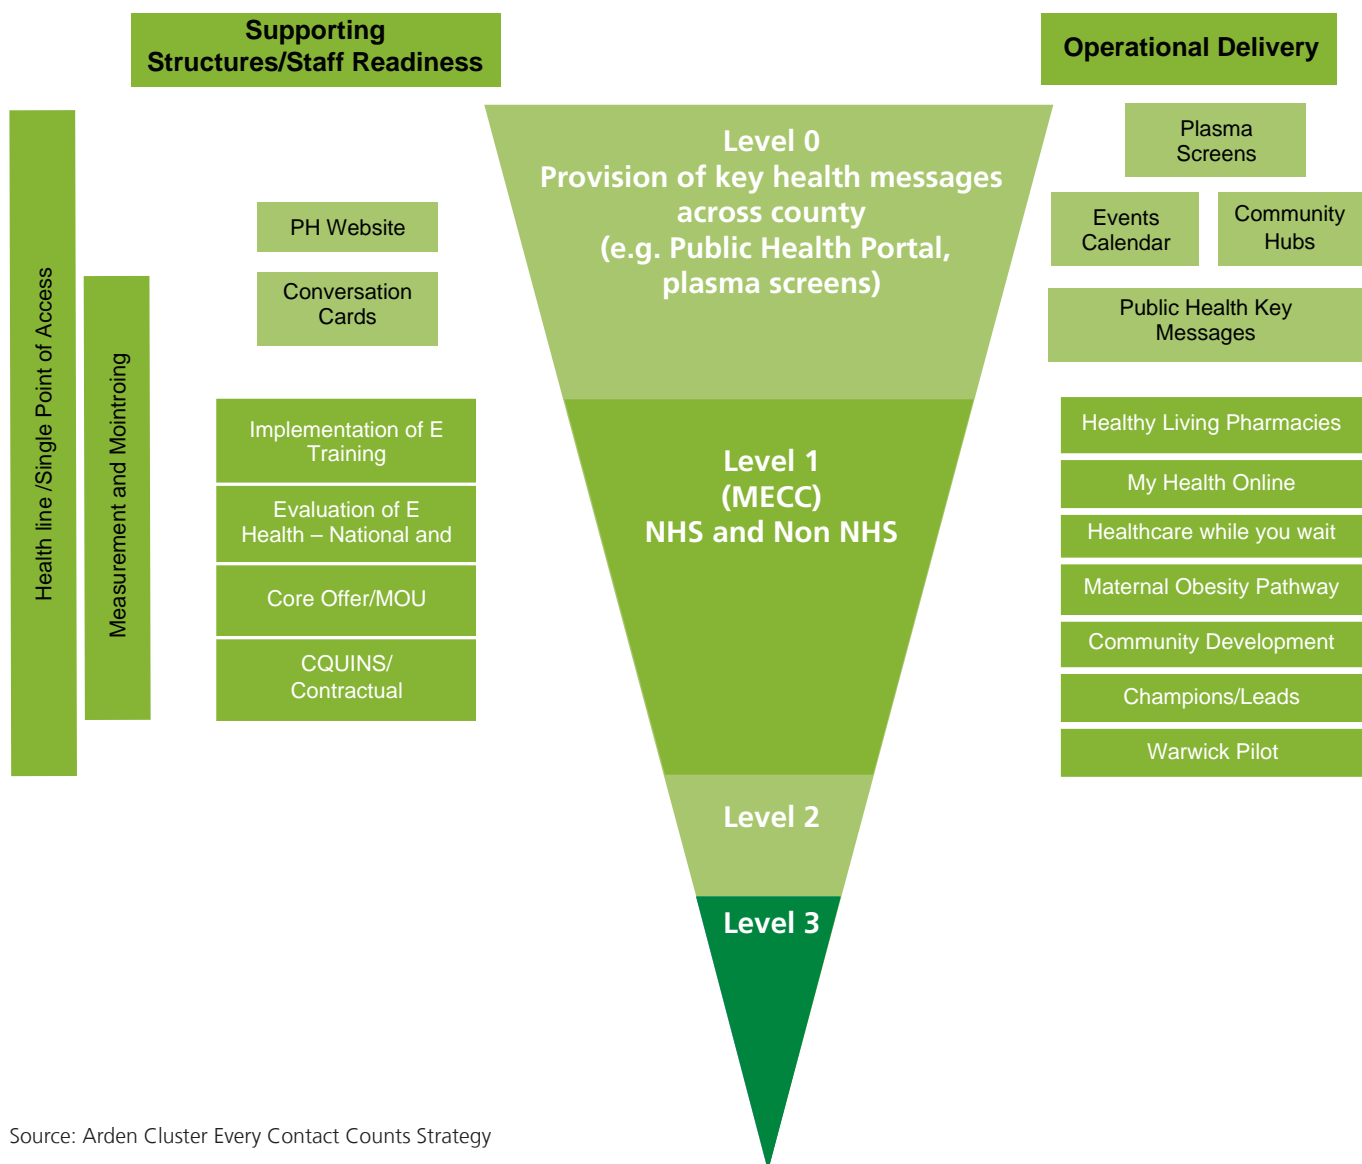 Supporting
Structures/Staff Readiness
Operational Delivery
Health line /Single Point of Access
Measurement and Mointroing
PH Website
Conversation
Cards
Implementation of E
Training
Evaluation of E
Health – National and
Core Offer/MOU
CQUINS/
Contractual
Level 0
Provision of key health messages
across county
(e.g. Public Health Portal,
plasma screens)
Level 1
(MECC)
NHS and Non NHS
Level 2
Level 3
Plasma
Screens
Events
Calendar
Community
Hubs
Public Health Key
Messages
Healthy Living Pharmacies
My Health Online
Healthcare while you wait
Maternal Obesity Pathway
Community Development
Champions/Leads
Warwick Pilot
Source: Arden Cluster Every Contact Counts Strategy